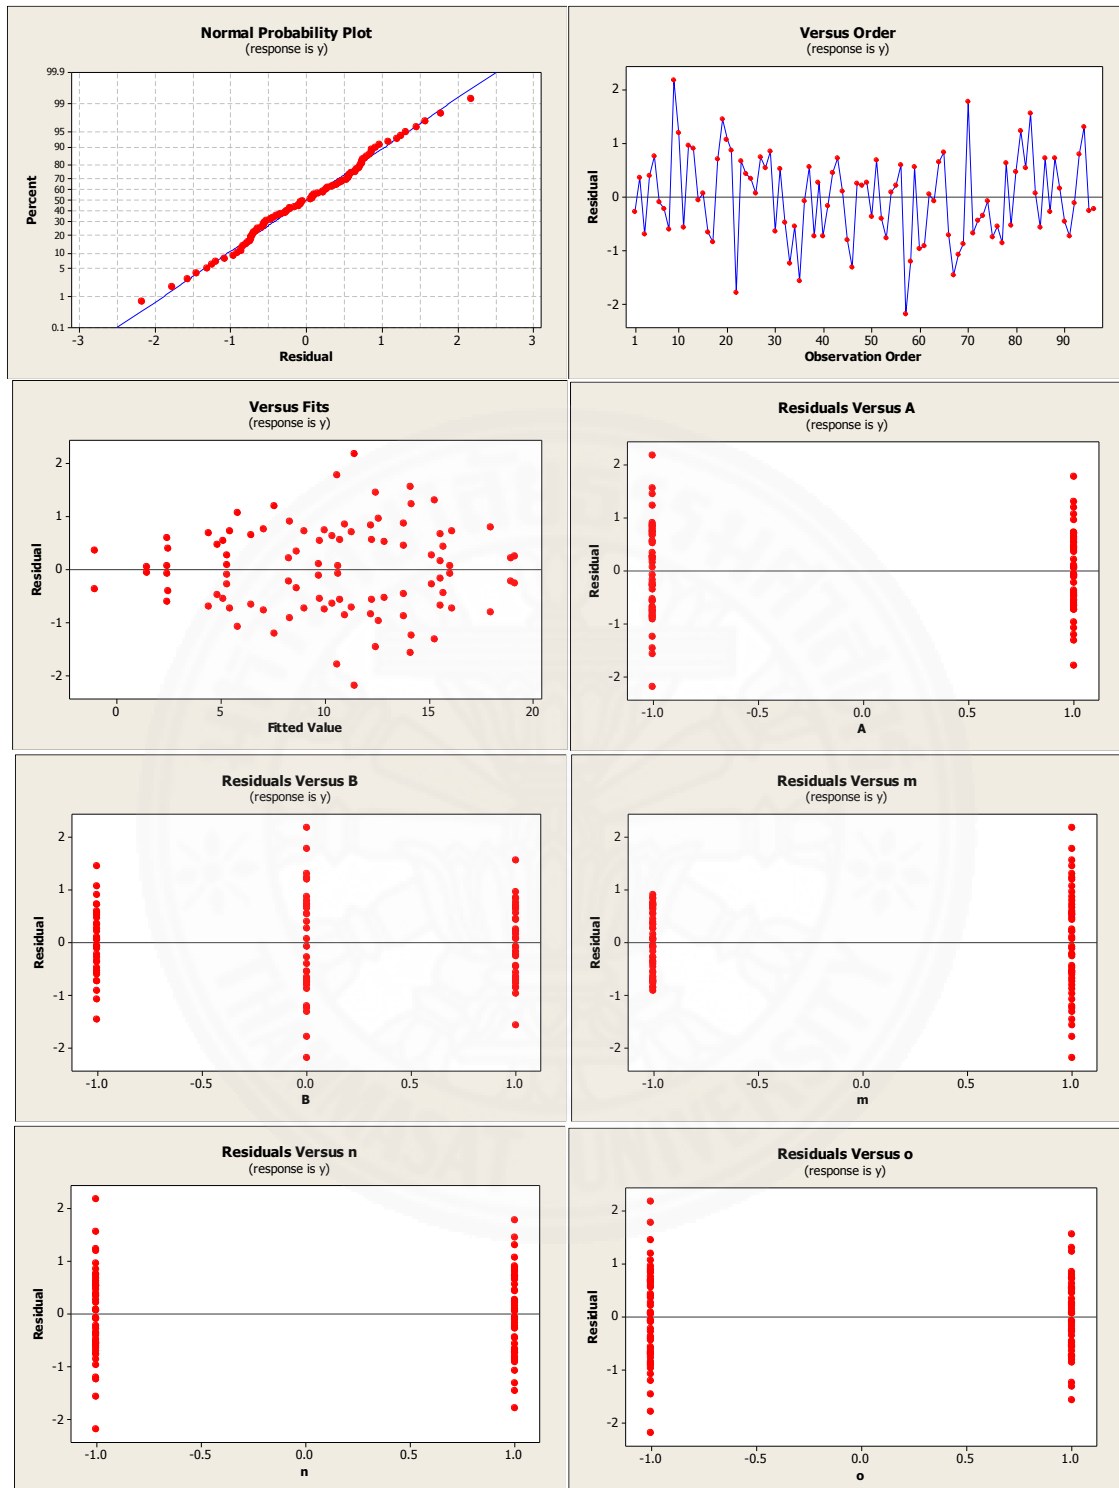 Normal Probability Plot
(response is y)
99.9
99
95
90
80
70
60
50
40
30
20
10
5
1
0.1
Percent
-3 -2 -1 0 1 2 3
Residual
Versus Order
(response is y)
2
1
0
-1
-2
Residual
1 10 20 30 40 50 60 70 80 90
Observation Order
Versus Fits
(response is y)
2
1
0
-1
-2
Residual
0 5 10 15 20
Fitted Value
Residuals Versus A
(response is y)
2
1
0
-1
-2
Residual
-1.0 -0.5 0.0 0.5 1.0
A
Residuals Versus B
(response is y)
2
1
0
-1
-2
Residual
-1.0 -0.5 0.0 0.5 1.0
B
Residuals Versus m
(response is y)
2
1
0
-1
-2
Residual
-1.0 -0.5 0.0 0.5 1.0
m
Residuals Versus n
(response is y)
2
1
0
-1
-2
Residual
-1.0 -0.5 0.0 0.5 1.0
n
Residuals Versus o
(response is y)
2
1
0
-1
-2
Residual
-1.0 -0.5 0.0 0.5 1.0
o
THAMMASAT UNIVERSITY